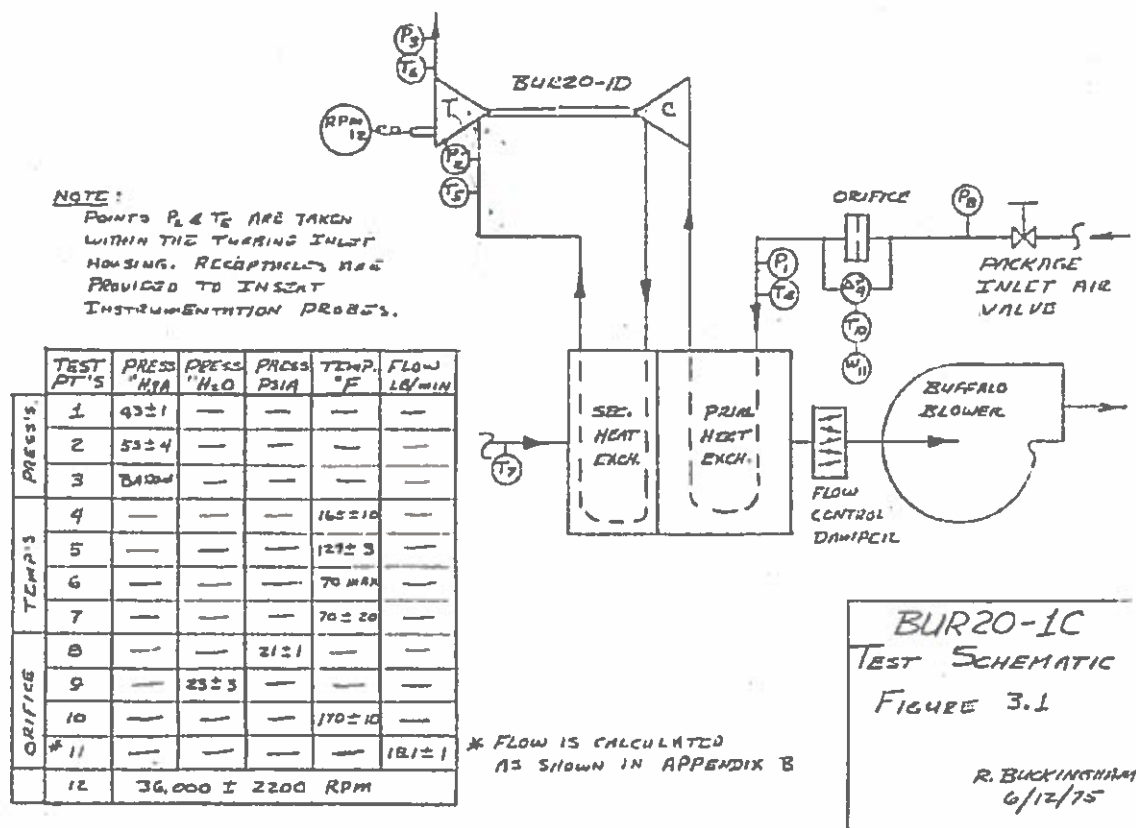 BUR20-1D
P3
T6
T
C
RPM
12
P2
T5
NOTE:
POINTS P2 & T5 ARE TAKEN
WITHIN THE TURBINE INLET
HOUSING. RECEPTACLES ARE
PROVIDED TO INSERT
INSTRUMENTATION PROBES.
ORIFICE
P8
P1
T4
ΔP9
T10
W11
PACKAGE
INLET AIR
VALVE
SEC.
HEAT
EXCH.
PRIM.
HEAT
EXCH.
T7
BUFFALO
BLOWER
FLOW
CONTROL
DAMPER
TEST PT'S PRESS "HgA PRESS "H2O PRESS PSIA TEMP. °F FLOW LB/MIN
PRESS'S.
1 43±1 — — — —
2 53±4 — — — —
3 BAROM — — — —
TEMP'S
4 — — — 165±10 —
5 — — — 127±3 —
6 — — — 70 MAX —
7 — — — 70±20 —
ORIFICE
8 — — 21±1 — —
9 — 23±3 — — —
10 — — — 170±10 —
* 11 — — — — 18.1±1
12 36,000 ± 2200 RPM
* FLOW IS CALCULATED
AS SHOWN IN APPENDIX B
BUR20-1C
TEST SCHEMATIC
FIGURE 3.1
R. BUCKINGHAM
6/12/75